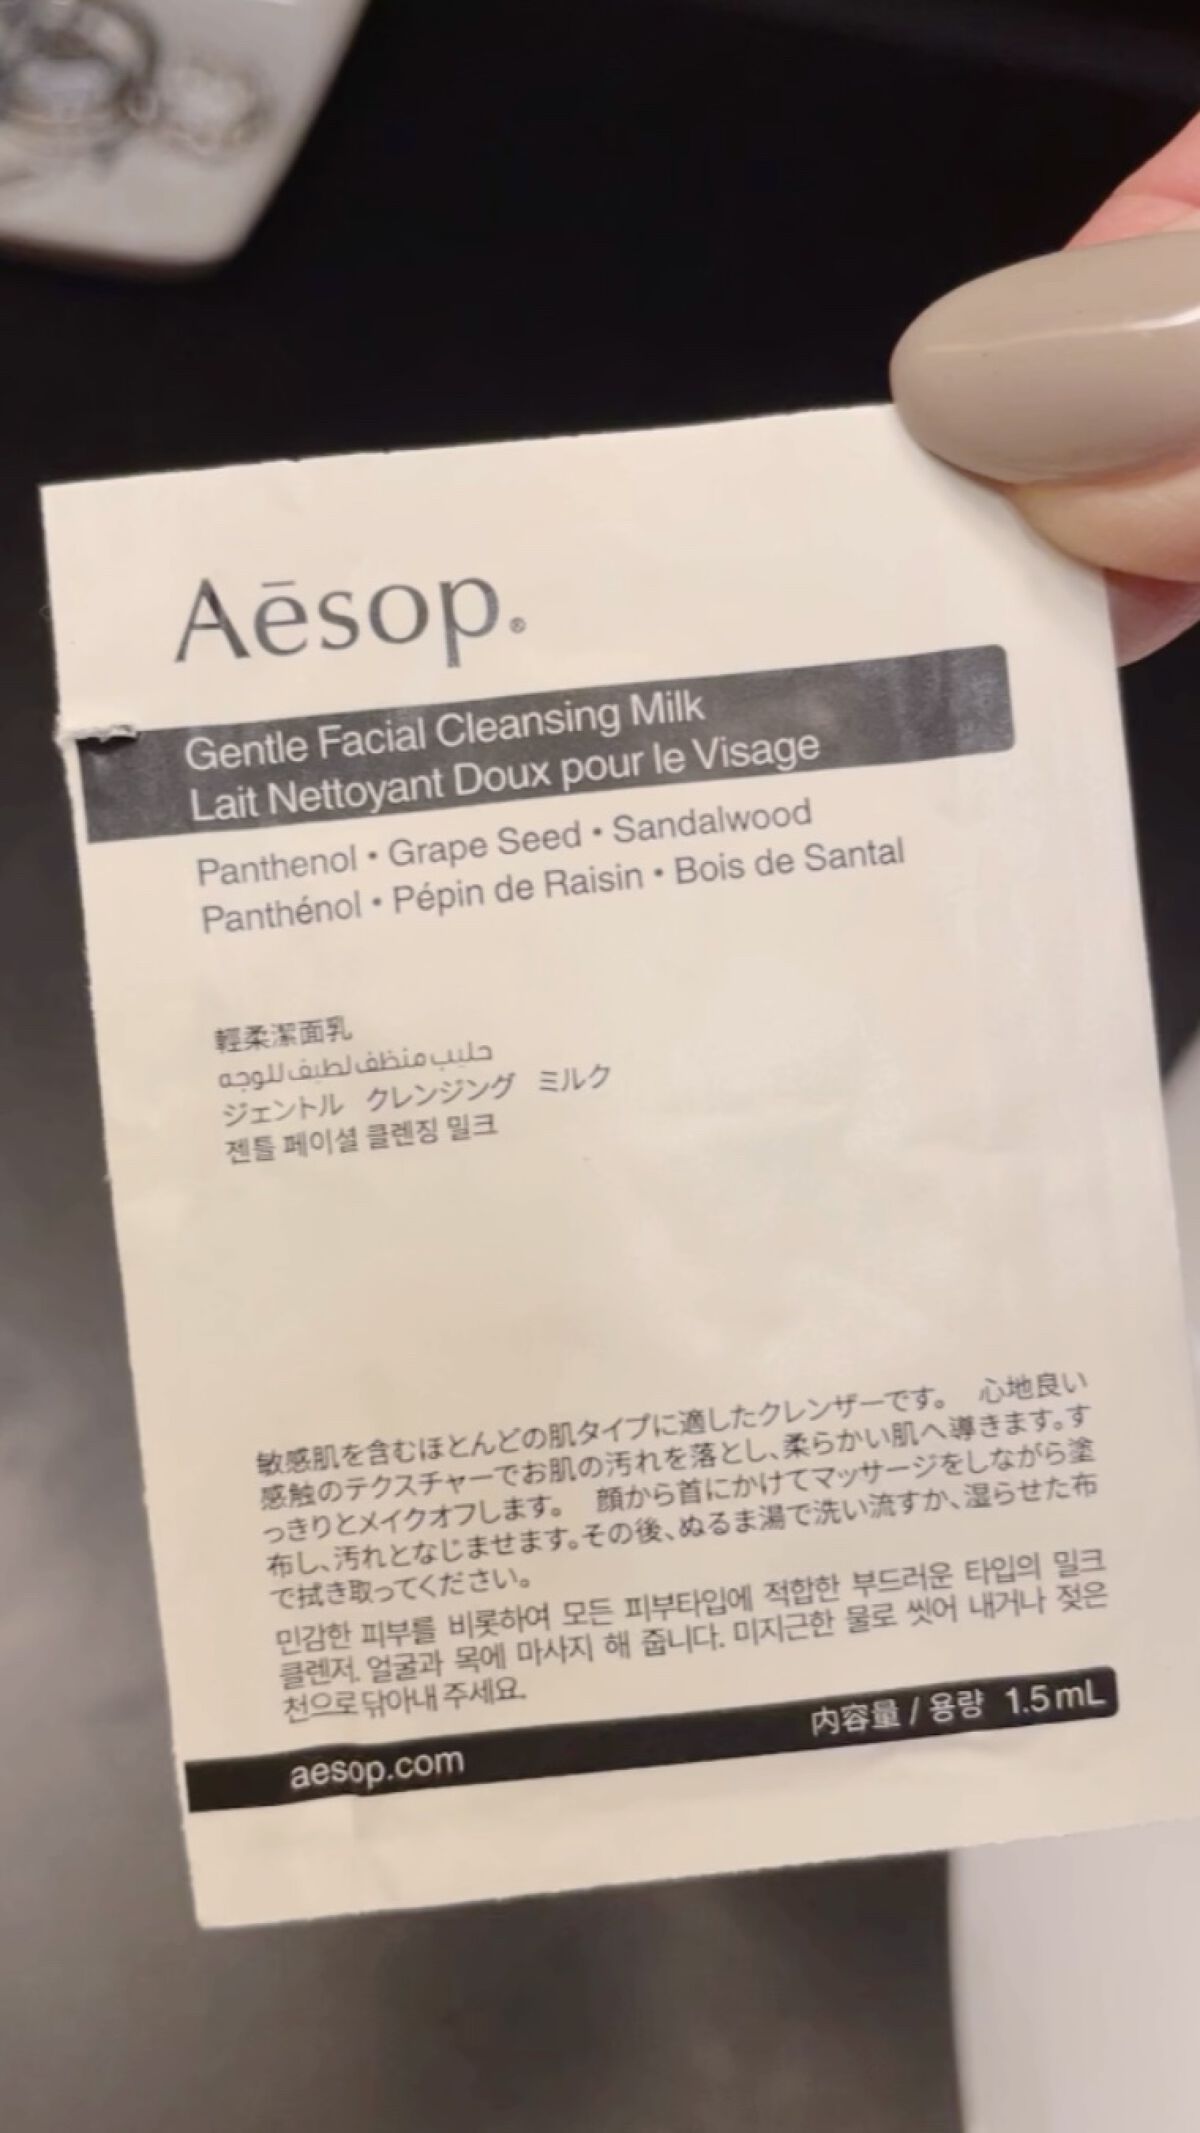 Aēsop®
Gentle Facial Cleansing Milk
Lait Nettoyant Doux pour le Visage
Panthenol • Grape Seed • Sandalwood
Panthénol • Pépin de Raisin • Bois de Santal
輕柔潔面乳
حليب منظف لطيف للوجه
ジェントル クレンジング ミルク
젠틀 페이셜 클렌징 밀크
敏感肌を含むほとんどの肌タイプに適したクレンザーです。 心地良い
感触のテクスチャーでお肌の汚れを落とし、柔らかい肌へ導きます。す
っきりとメイクオフします。 顔から首にかけてマッサージをしながら塗
布し、汚れとなじませます。その後、ぬるま湯で洗い流すか、湿らせた布
で拭き取ってください。
민감한 피부를 비롯하여 모든 피부타입에 적합한 부드러운 타입의 밀크
클렌저. 얼굴과 목에 마사지 해 줍니다. 미지근한 물로 씻어 내거나 젖은
천으로 닦아내 주세요.
内容量 / 용량 1.5 mL
aesop.com